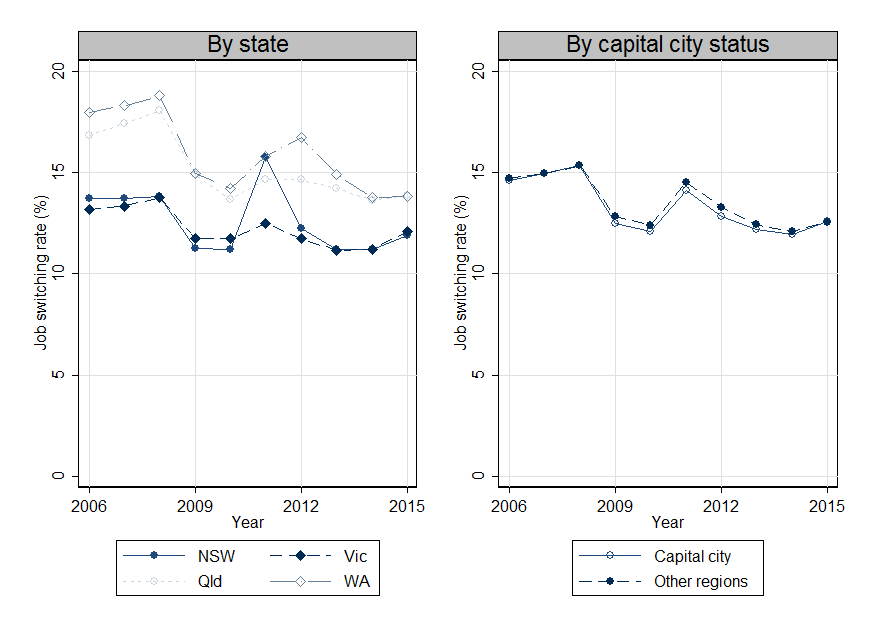 By state
Job switching rate (%)
20
15
10
5
0
2006 2009 2012 2015
Year
NSW Vic
Qld WA
By capital city status
Job switching rate (%)
20
15
10
5
0
2006 2009 2012 2015
Year
Capital city
Other regions